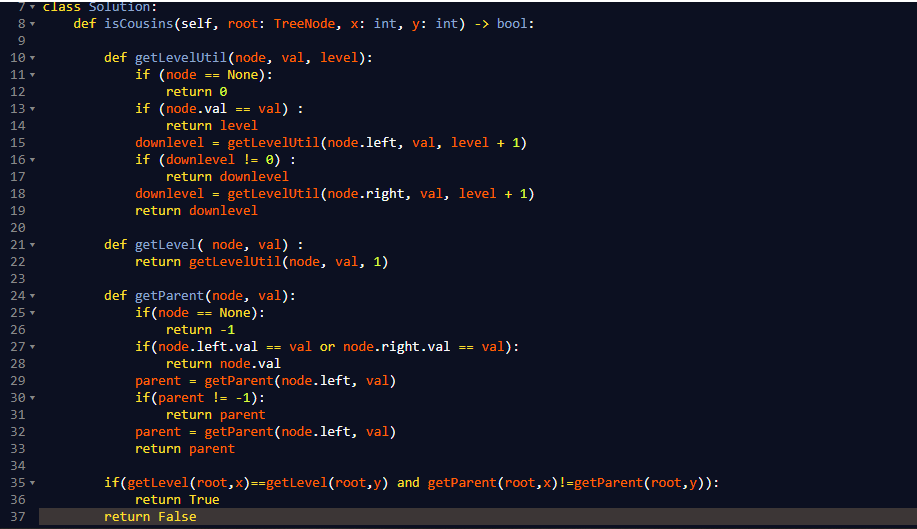 7 class Solution:
8 def isCousins(self, root: TreeNode, x: int, y: int) -> bool:
9
10 def getLevelUtil(node, val, level):
11 if (node == None):
12 return 0
13 if (node.val == val) :
14 return level
15 downlevel = getLevelUtil(node.left, val, level + 1)
16 if (downlevel != 0) :
17 return downlevel
18 downlevel = getLevelUtil(node.right, val, level + 1)
19 return downlevel
20
21 def getLevel( node, val) :
22 return getLevelUtil(node, val, 1)
23
24 def getParent(node, val):
25 if(node == None):
26 return -1
27 if(node.left.val == val or node.right.val == val):
28 return node.val
29 parent = getParent(node.left, val)
30 if(parent != -1):
31 return parent
32 parent = getParent(node.left, val)
33 return parent
34
35 if(getLevel(root,x)==getLevel(root,y) and getParent(root,x)!=getParent(root,y)):
36 return True
37 return False